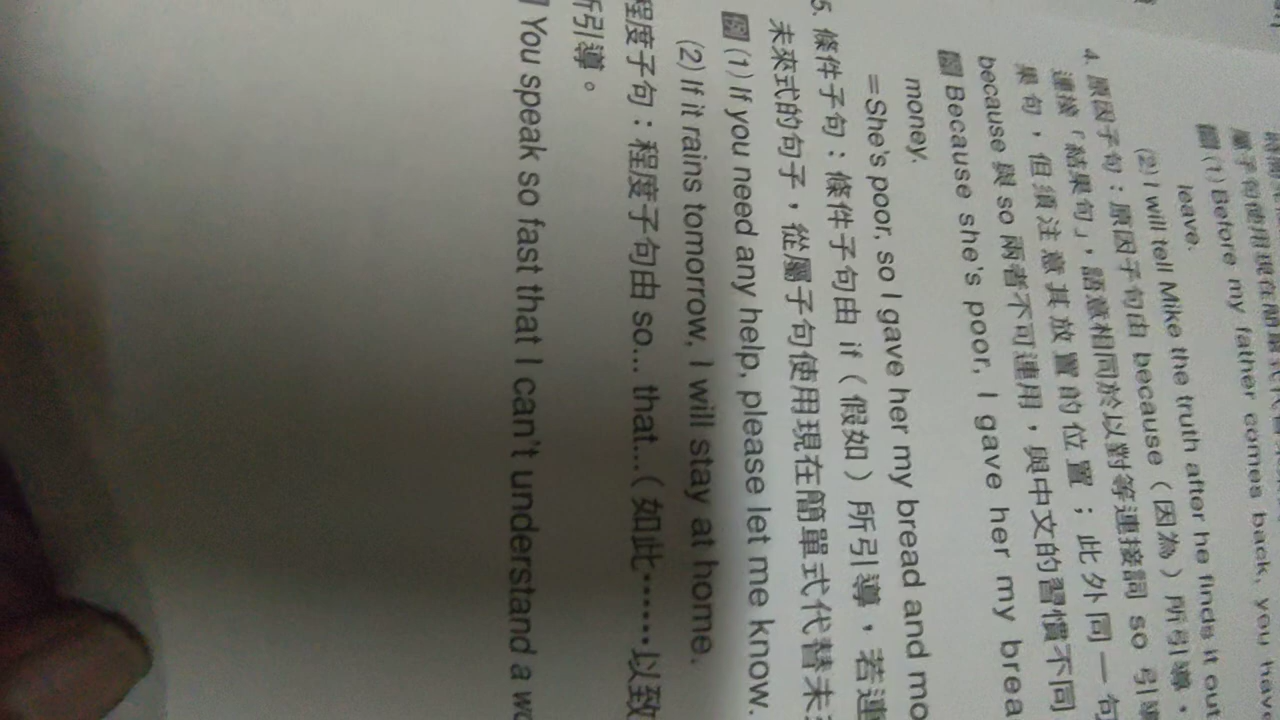 (1) Before my father comes back, you have
leave.
(2) I will tell Mike the truth after he finds it out
4. 原因子句：原因子句由 because（因為）所引導，
連接「結果句」，語意相同於以對等連接詞 so 引導
果句，但須注意其放置的位置；此外同一句
because 與 so 兩者不可連用，與中文的習慣不同
Because she's poor, I gave her my brea
money.
=She's poor, so I gave her my bread and mo
5. 條件子句：條件子句由 if（假如）所引導，若連
未來式的句子，從屬子句使用現在簡單式代替未
(1) If you need any help, please let me know.
(2) If it rains tomorrow, I will stay at home.
程度子句：程度子句由 so... that...（如此……以致
所引導。
You speak so fast that I can't understand a wo